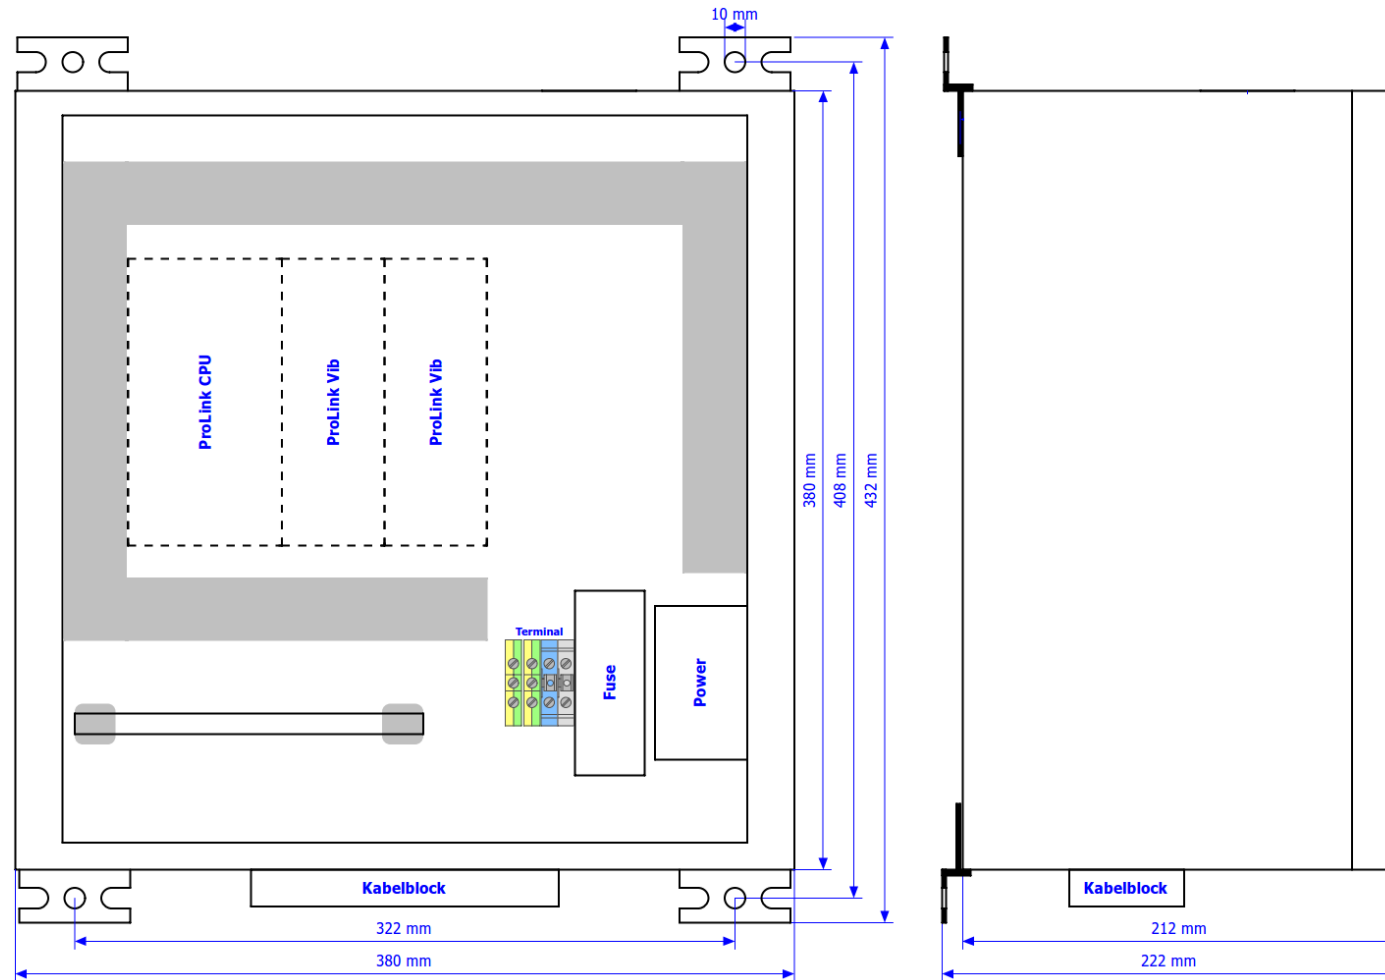 10 mm
ProLink CPU
ProLink Vib
ProLink Vib
380 mm
408 mm
432 mm
Terminal
Fuse
Power
Kabelblock
Kabelblock
322 mm
212 mm
380 mm
222 mm